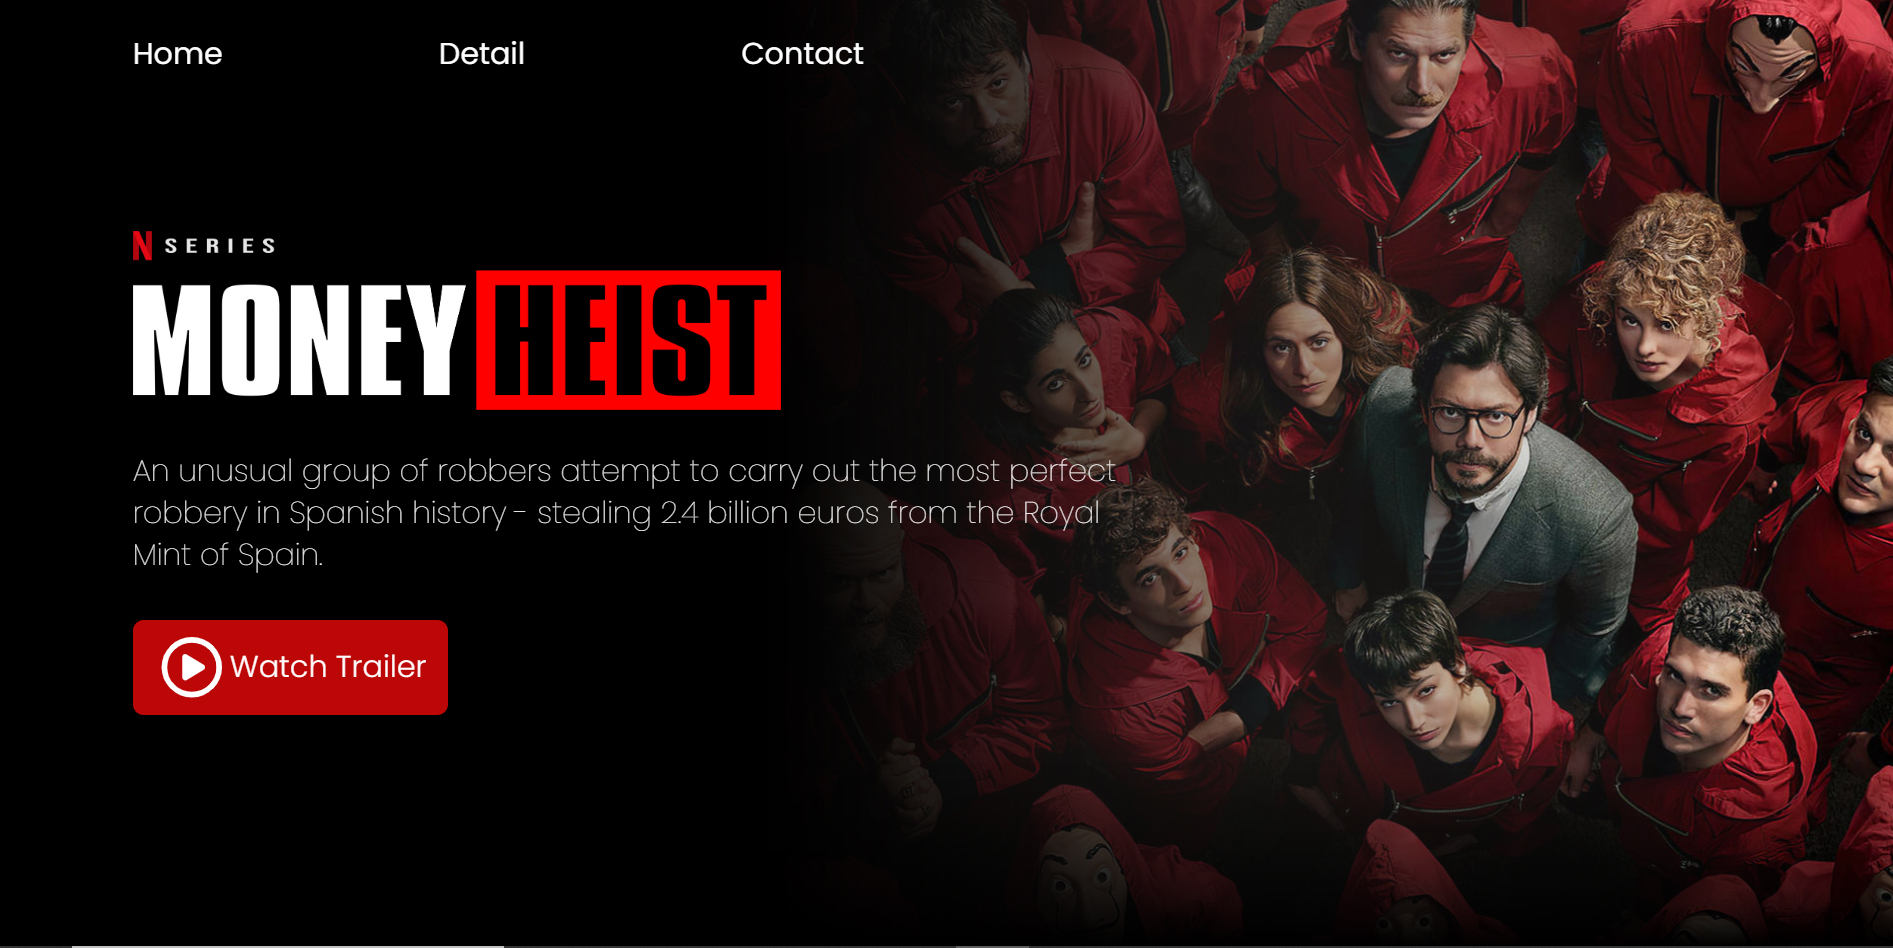 Home Detail Contact
N SERIES
MONEY HEIST
An unusual group of robbers attempt to carry out the most perfect
robbery in Spanish history - stealing 2.4 billion euros from the Royal
Mint of Spain.
Watch Trailer